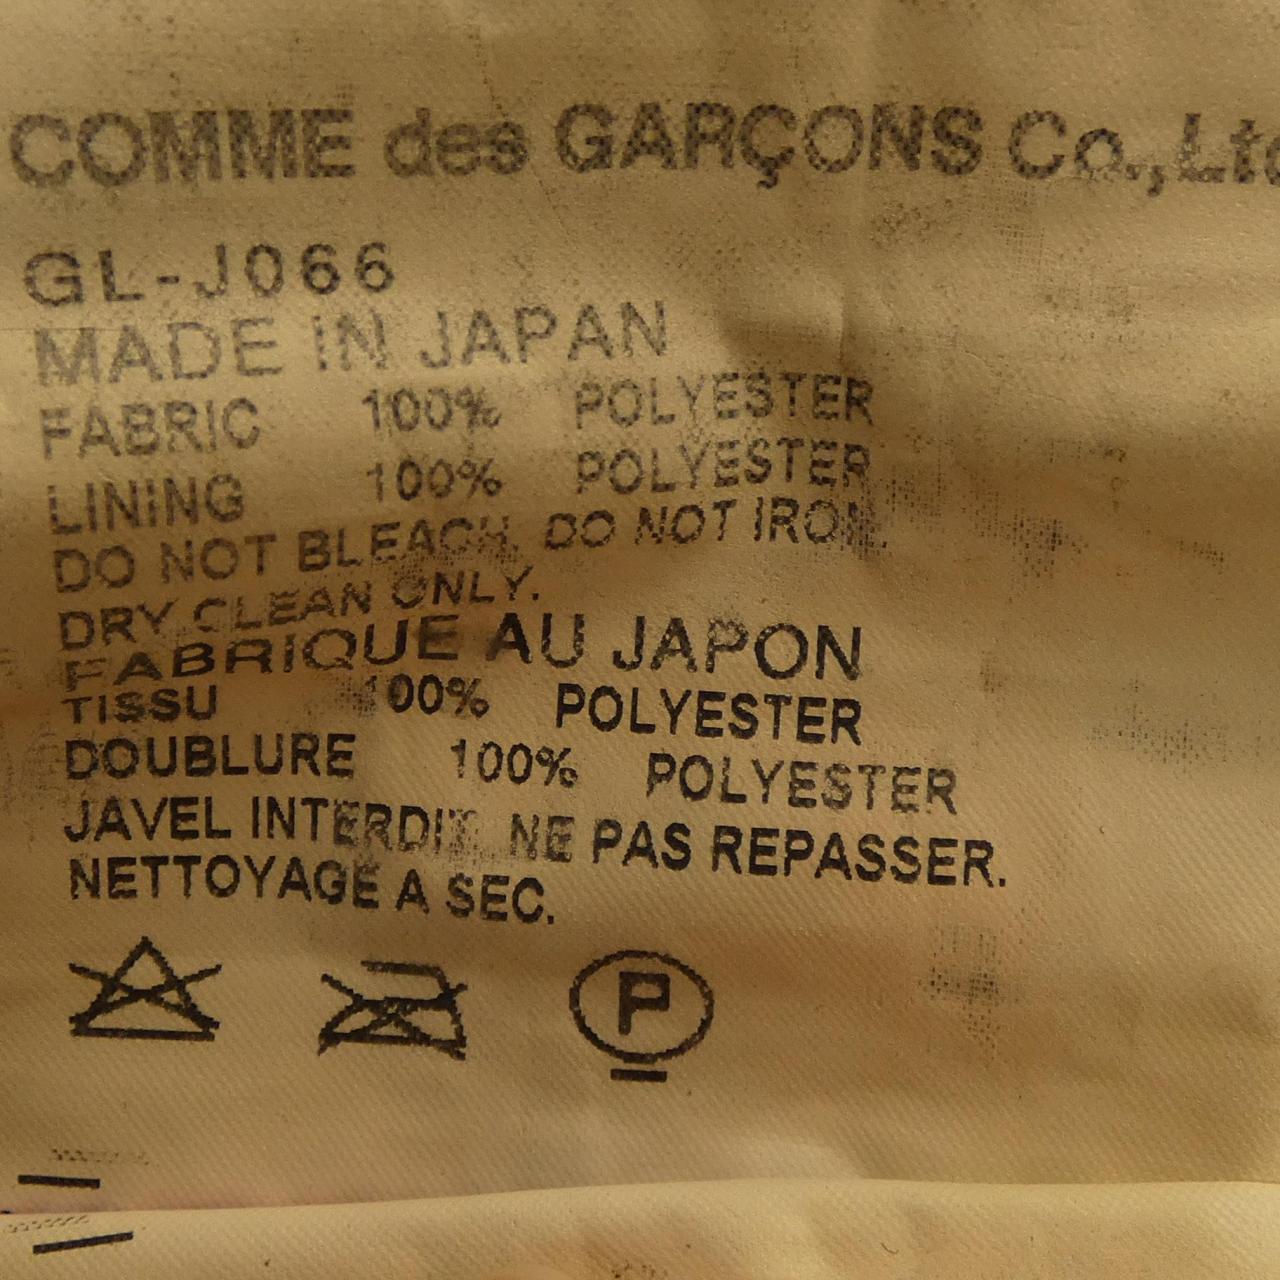 COMME des GARÇONS Co., Ltd
GL-J066
MADE IN JAPAN
FABRIC 100% POLYESTER
LINING 100% POLYESTER
DO NOT BLEACH. DO NOT IRON.
DRY CLEAN ONLY.
FABRIQUE AU JAPON
TISSU 100% POLYESTER
DOUBLURE 100% POLYESTER
JAVEL INTERDIT. NE PAS REPASSER.
NETTOYAGE A SEC.
P